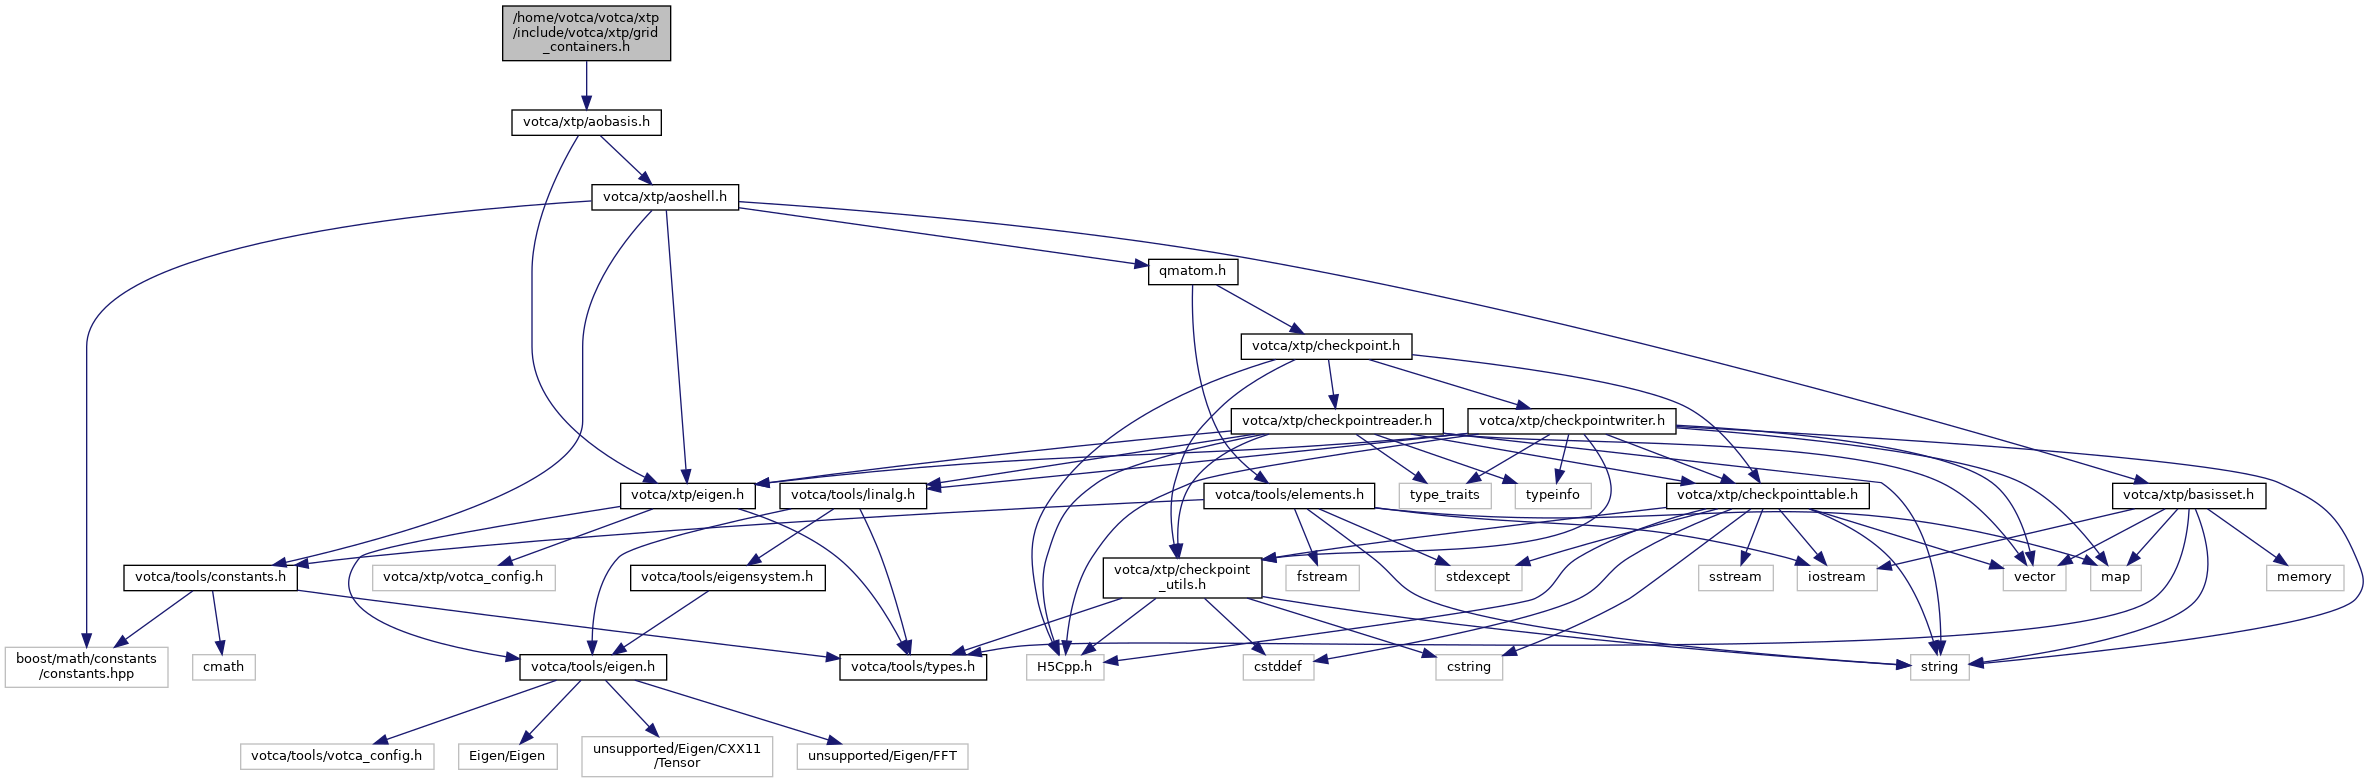 /home/votca/votca/xtp
/include/votca/xtp/grid
_containers.h
votca/xtp/aobasis.h
votca/xtp/aoshell.h
qmatom.h
votca/xtp/checkpoint.h
votca/xtp/checkpointreader.h
votca/xtp/checkpointwriter.h
votca/xtp/eigen.h
votca/tools/linalg.h
votca/tools/elements.h
type_traits
typeinfo
votca/xtp/checkpointtable.h
votca/xtp/basisset.h
votca/tools/constants.h
votca/xtp/votca_config.h
votca/tools/eigensystem.h
votca/xtp/checkpoint
_utils.h
fstream
stdexcept
sstream
iostream
vector
map
memory
boost/math/constants
/constants.hpp
cmath
votca/tools/eigen.h
votca/tools/types.h
H5Cpp.h
cstddef
cstring
string
votca/tools/votca_config.h
Eigen/Eigen
unsupported/Eigen/CXX11
/Tensor
unsupported/Eigen/FFT